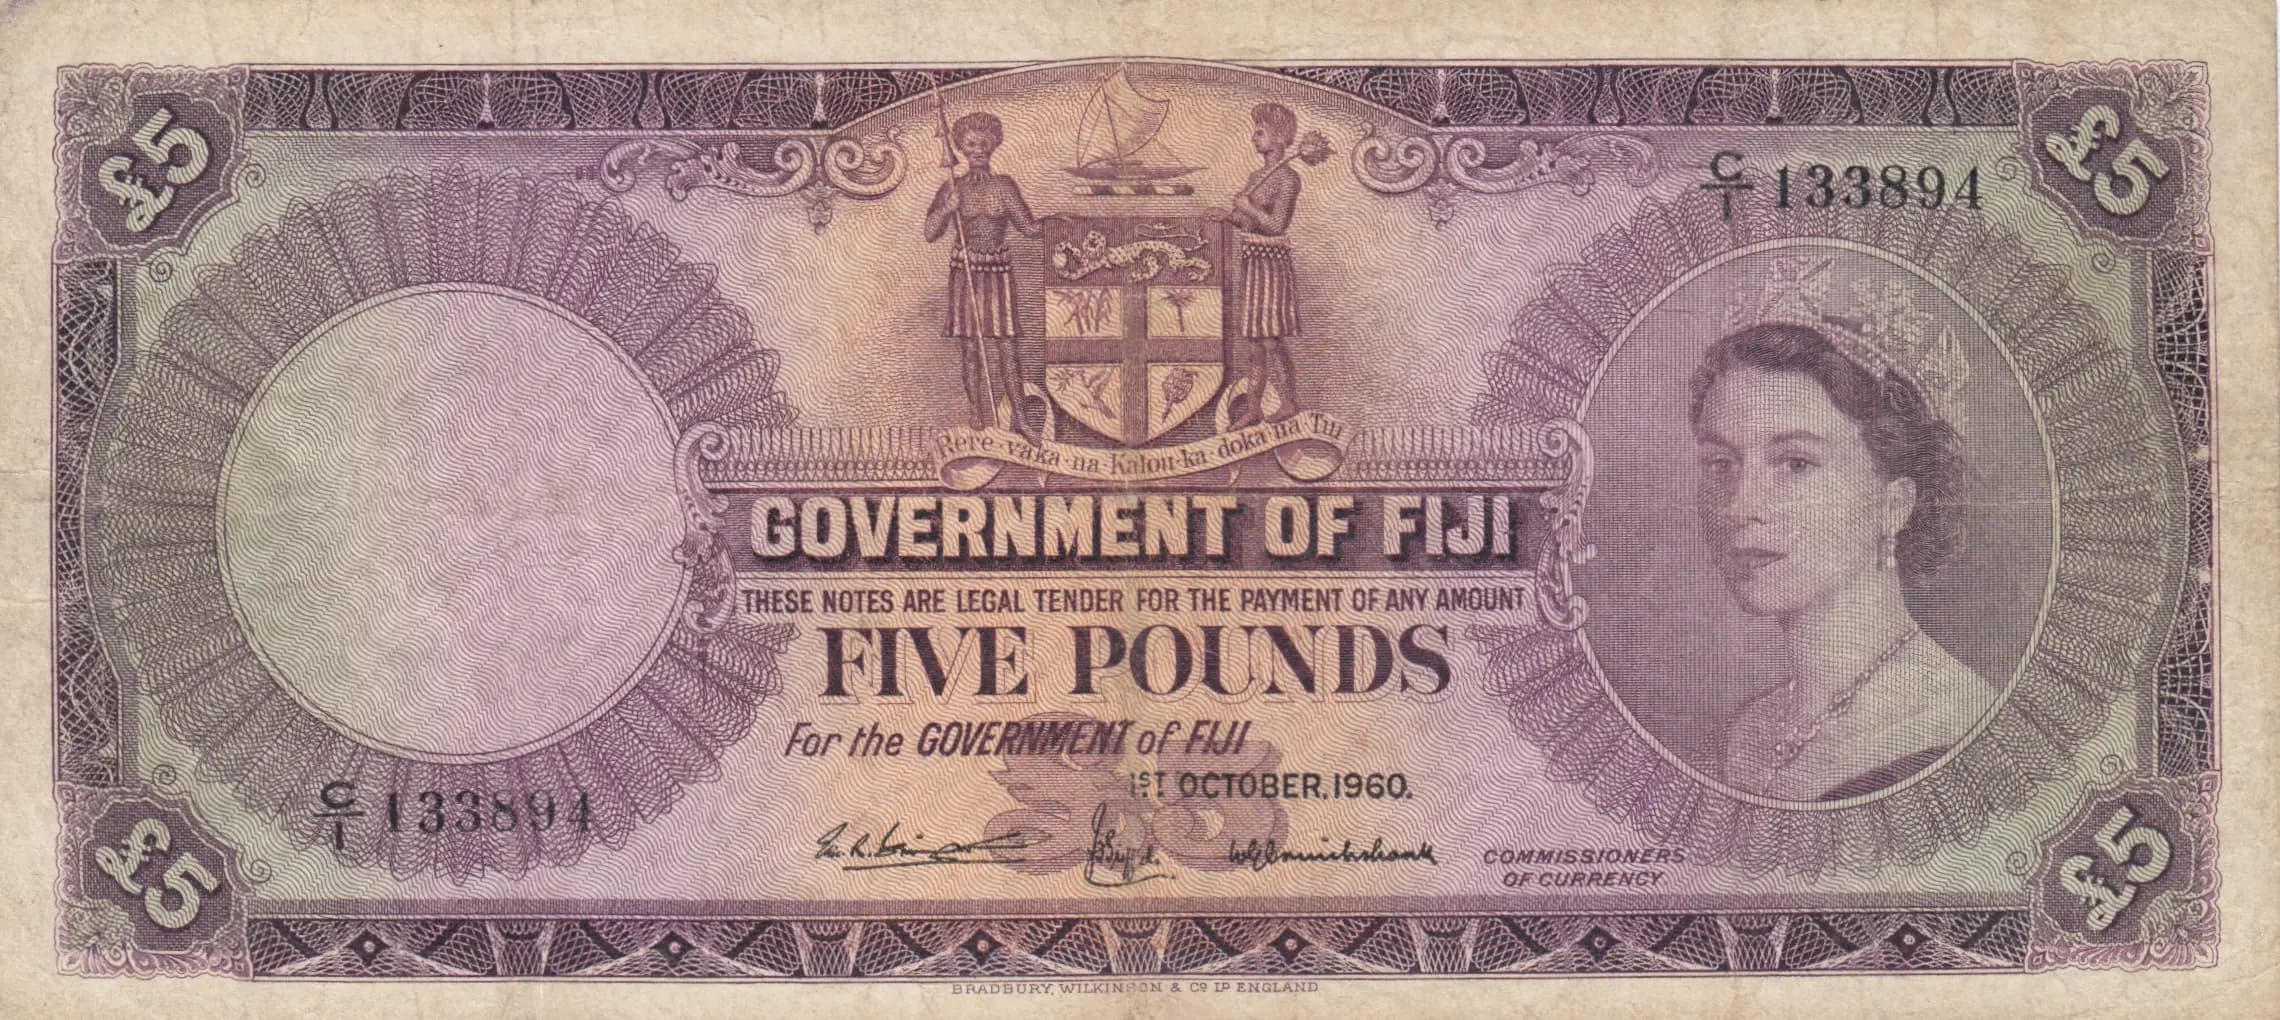 £5
£5
C/1 133894
Rere·vaka·na·Kalou·ka·doka·na·Tui
GOVERNMENT OF FIJI
THESE NOTES ARE LEGAL TENDER FOR THE PAYMENT OF ANY AMOUNT
FIVE POUNDS
For the GOVERNMENT of FIJI
1ST OCTOBER, 1960.
C/1 133894
COMMISSIONERS
OF CURRENCY
£5
£5
BRADBURY, WILKINSON & Co LD ENGLAND